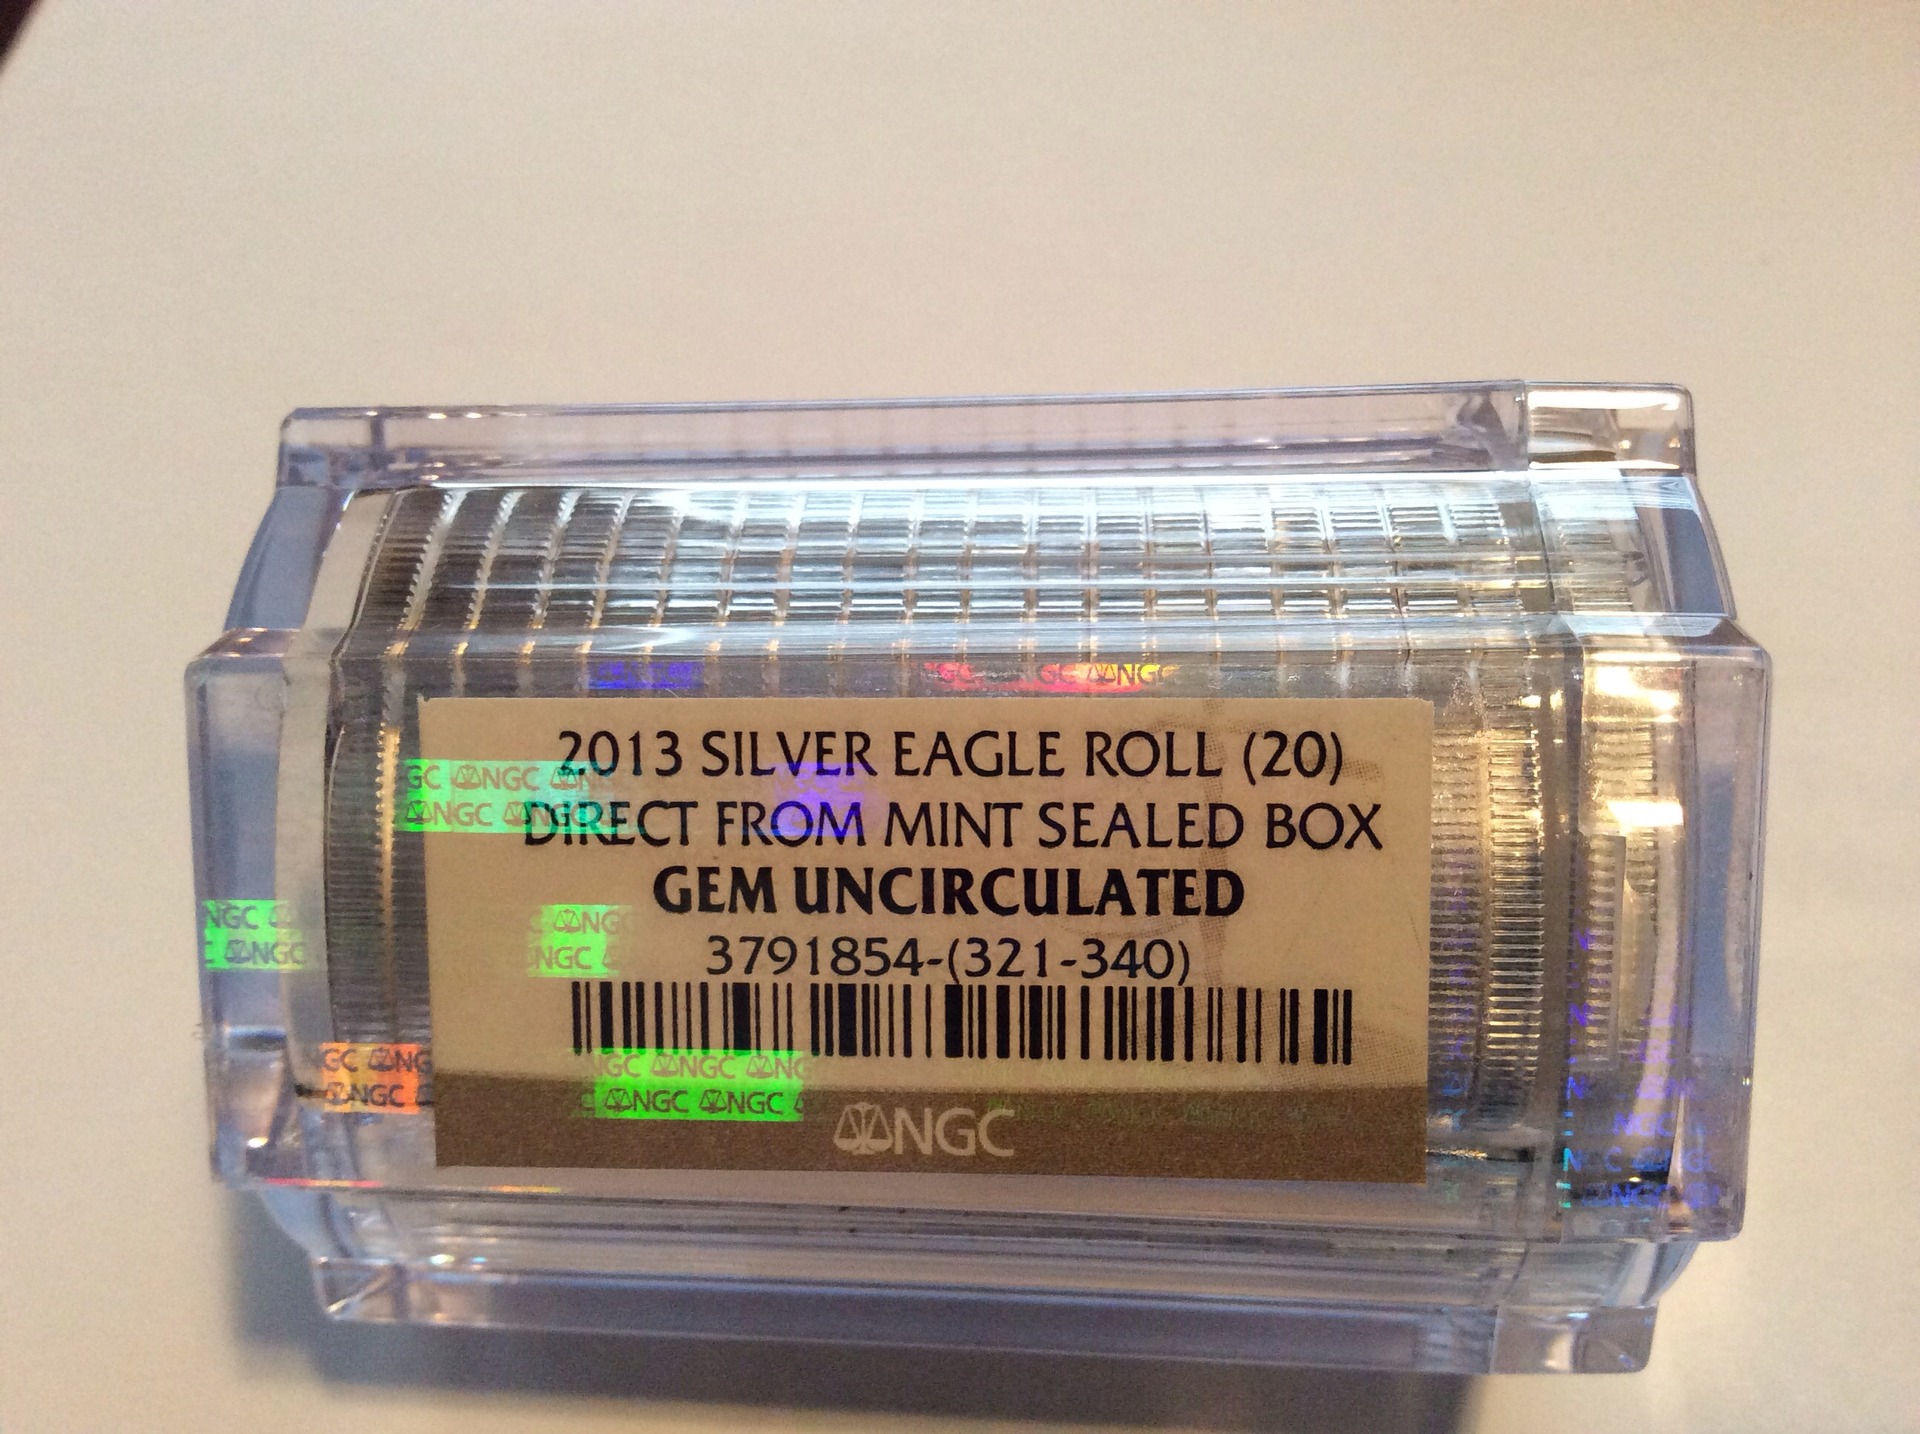 2013 SILVER EAGLE ROLL (20)
DIRECT FROM MINT SEALED BOX
GEM UNCIRCULATED
3791854-(321-340)
NGC